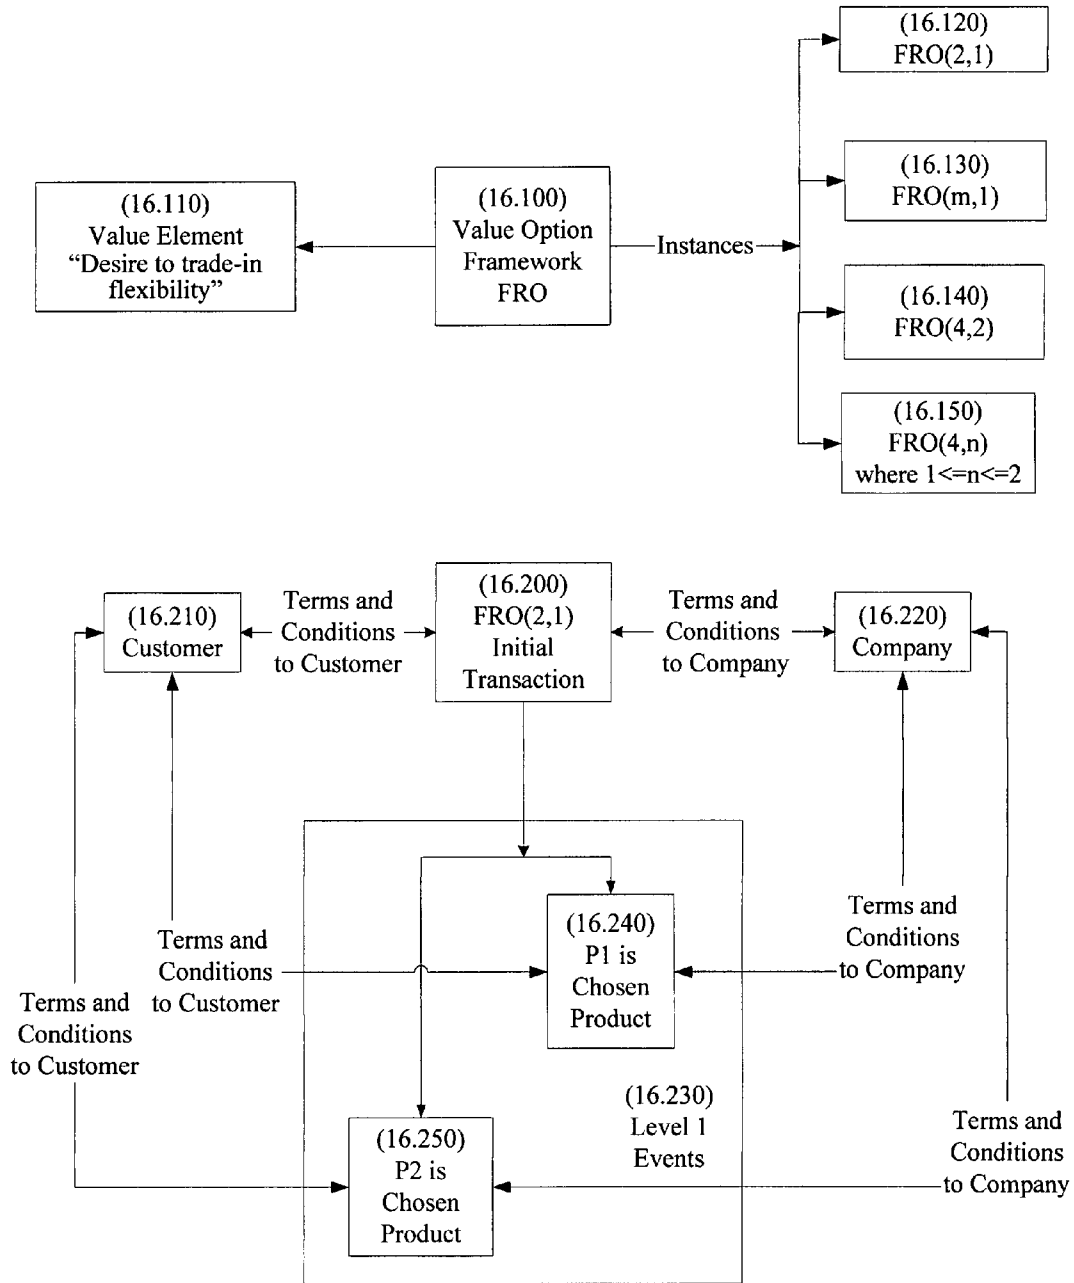 (16.120)
FRO(2,1)
(16.130)
FRO(m,1)
(16.110)
Value Element
“Desire to trade-in
flexibility”
(16.100)
Value Option
Framework
FRO
Instances
(16.140)
FRO(4,2)
(16.150)
FRO(4,n)
where 1<=n<=2
(16.210)
Customer
Terms and
Conditions
to Customer
(16.200)
FRO(2,1)
Initial
Transaction
Terms and
Conditions
to Company
(16.220)
Company
Terms and
Conditions
to Customer
(16.240)
P1 is
Chosen
Product
Terms and
Conditions
to Company
Terms and
Conditions
to Customer
(16.230)
Level 1
Events
(16.250)
P2 is
Chosen
Product
Terms and
Conditions
to Company